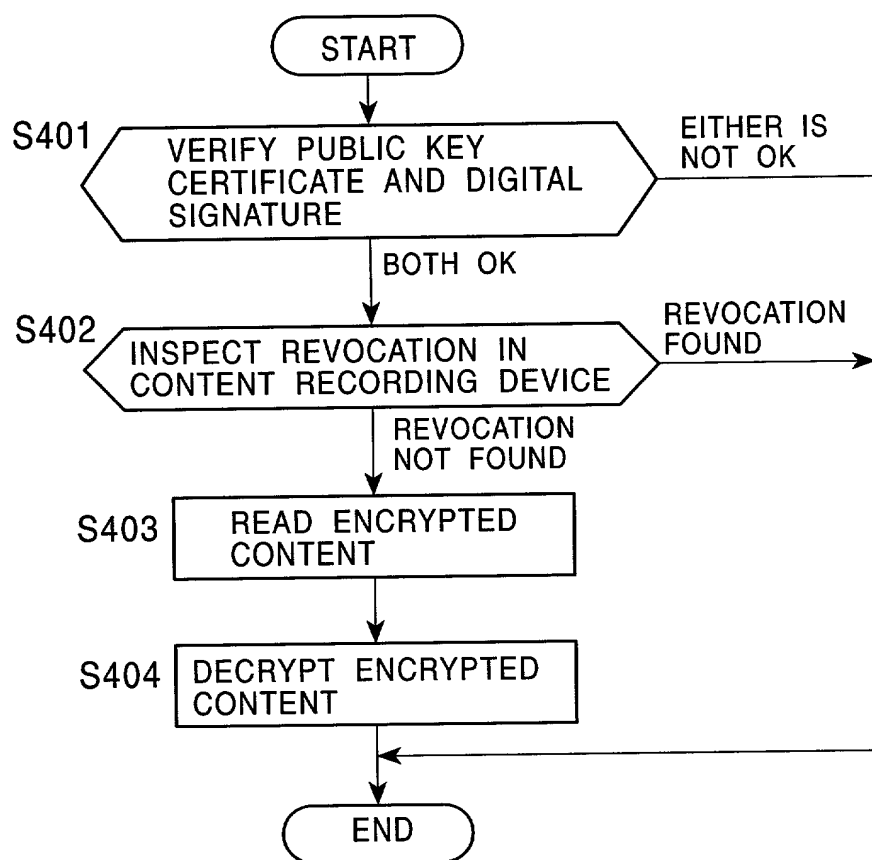 START
S401
VERIFY PUBLIC KEY
CERTIFICATE AND DIGITAL
SIGNATURE
EITHER IS
NOT OK
BOTH OK
S402
INSPECT REVOCATION IN
CONTENT RECORDING DEVICE
REVOCATION
FOUND
REVOCATION
NOT FOUND
S403
READ ENCRYPTED
CONTENT
S404
DECRYPT ENCRYPTED
CONTENT
END